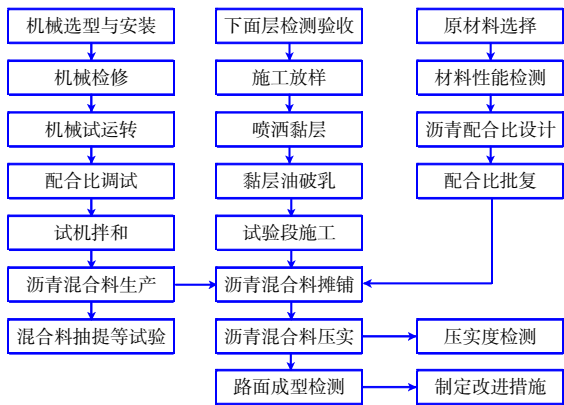 机械选型与安装
下面层检测验收
原材料选择
机械检修
施工放样
材料性能检测
机械试运转
喷洒黏层
沥青配合比设计
配合比调试
黏层油破乳
配合比批复
试机拌和
试验段施工
沥青混合料生产
沥青混合料摊铺
混合料抽提等试验
沥青混合料压实
压实度检测
路面成型检测
制定改进措施